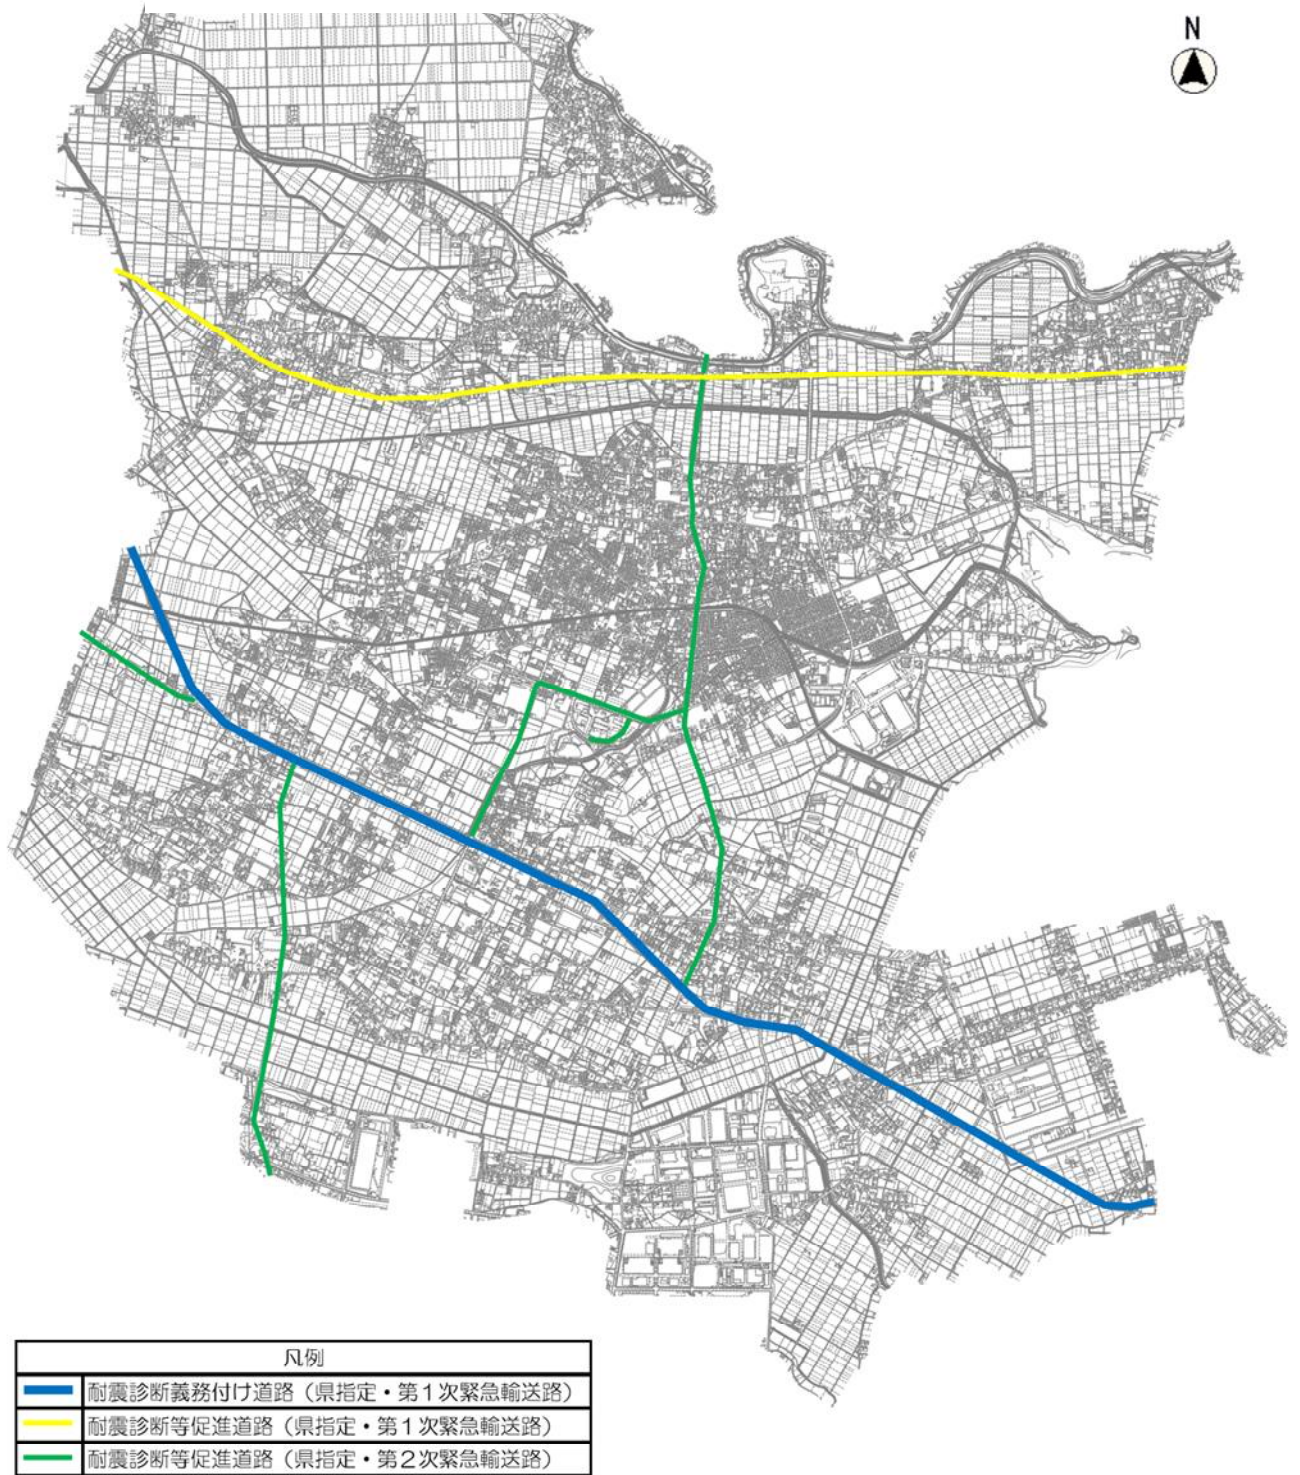 N
凡例
耐震診断義務付け道路（県指定・第１次緊急輸送路）
耐震診断等促進道路（県指定・第１次緊急輸送路）
耐震診断等促進道路（県指定・第２次緊急輸送路）